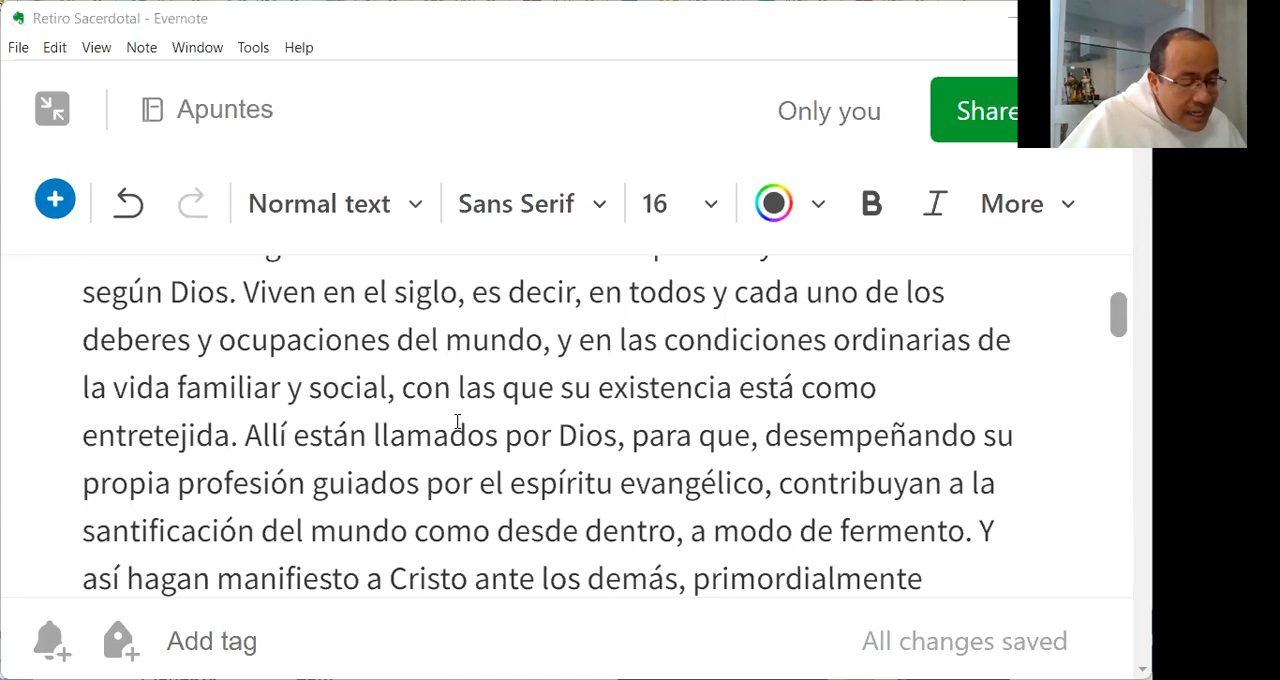 Retiro Sacerdotal - Evernote
File Edit View Note Window Tools Help
Apuntes
Only you
Share
Normal text
Sans Serif
16
B
I
More
según Dios. Viven en el siglo, es decir, en todos y cada uno de los
deberes y ocupaciones del mundo, y en las condiciones ordinarias de
la vida familiar y social, con las que su existencia está como
entretejida. Allí están llamados por Dios, para que, desempeñando su
propia profesión guiados por el espíritu evangélico, contribuyan a la
santificación del mundo como desde dentro, a modo de fermento. Y
así hagan manifiesto a Cristo ante los demás, primordialmente
Add tag
All changes saved